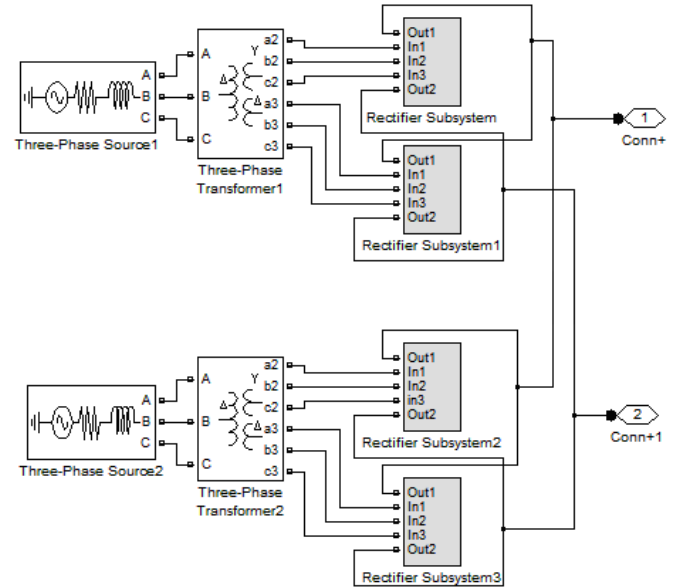 A
B
C
Three-Phase Source1
A
B
C
Y
Δ
Δ
a2
b2
c2
a3
b3
c3
Three-Phase
Transformer1
Out1
In1
In2
In3
Out2
Rectifier Subsystem
Out1
In1
In2
In3
Out2
Rectifier Subsystem1
1
Conn+
A
B
C
Three-Phase Source2
A
B
C
Y
Δ
Δ
a2
b2
c2
a3
b3
c3
Three-Phase
Transformer2
Out1
In1
In2
in3
Out2
Rectifier Subsystem2
Out1
In1
In2
In3
Out2
Rectifier Subsystem3
2
Conn+1